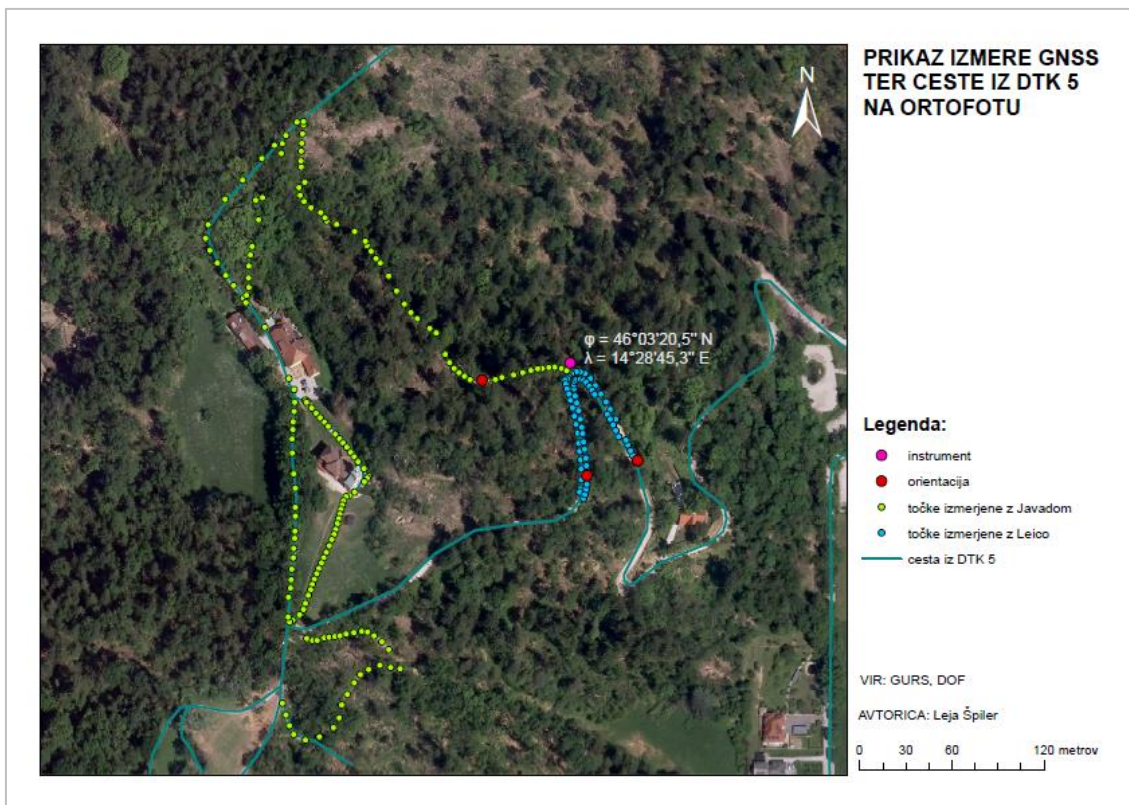 PRIKAZ IZMERE GNSS
TER CESTE IZ DTK 5
NA ORTOFOTU
N
φ = 46°03'20,5" N
λ = 14°28'45,3" E
Legenda:
instrument
orientacija
točke izmerjene z Javadom
točke izmerjene z Leico
cesta iz DTK 5
VIR: GURS, DOF
AVTORICA: Leja Špiler
0 30 60 120 metrov